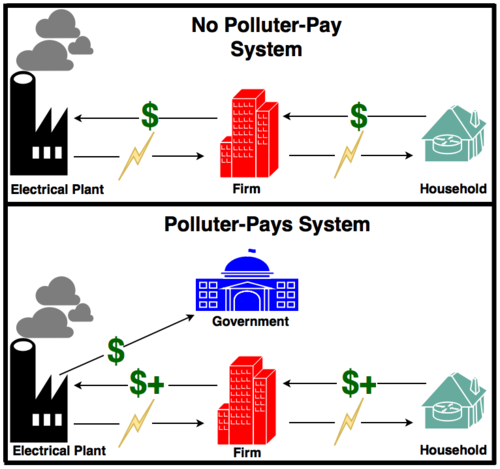 No Polluter-Pay
System
$ $
Electrical Plant Firm Household
Polluter-Pays System
Government
$
$+ $+
Electrical Plant Firm Household